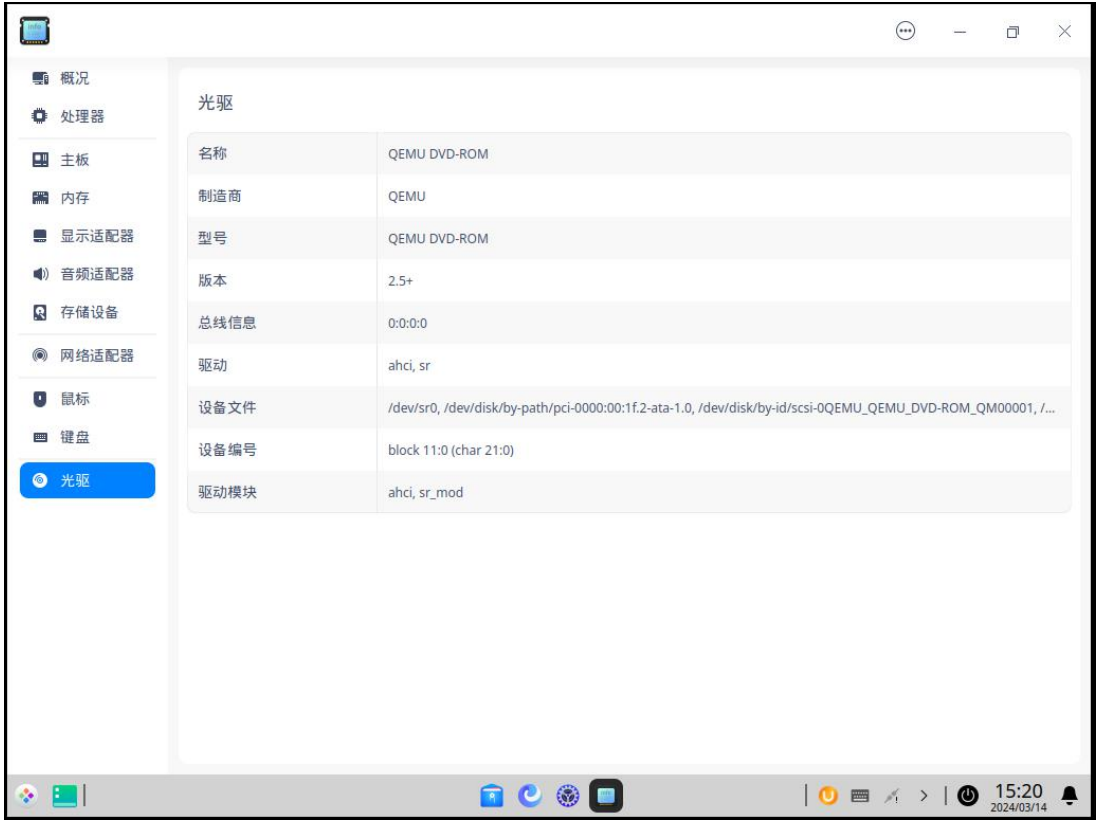 概况
处理器
主板
内存
显示适配器
音频适配器
存储设备
网络适配器
鼠标
键盘
光驱
光驱
名称 QEMU DVD-ROM
制造商 QEMU
型号 QEMU DVD-ROM
版本 2.5+
总线信息 0:0:0:0
驱动 ahci, sr
设备文件 /dev/sr0, /dev/disk/by-path/pci-0000:00:1f.2-ata-1.0, /dev/disk/by-id/scsi-0QEMU_QEMU_DVD-ROM_QM00001, /...
设备编号 block 11:0 (char 21:0)
驱动模块 ahci, sr_mod
15:20
2024/03/14